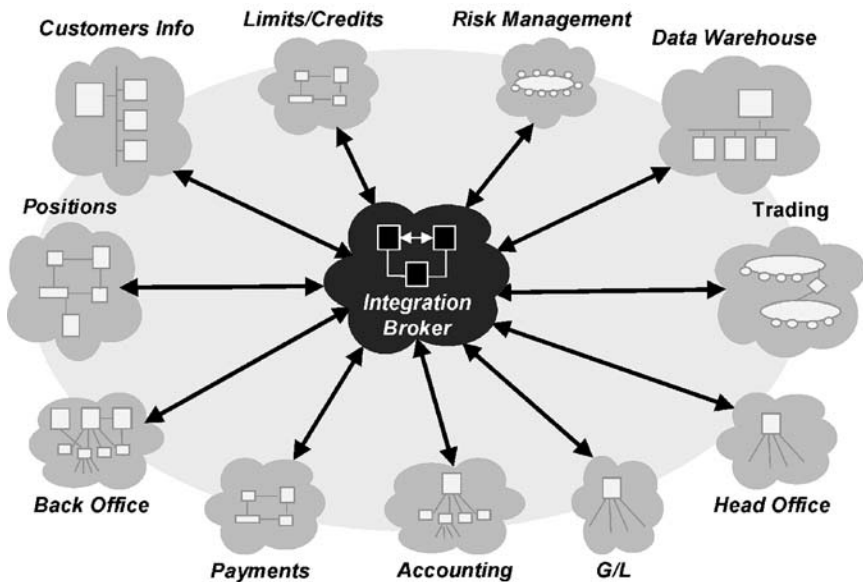 Customers Info
Limits/Credits
Risk Management
Data Warehouse
Positions
Trading
Integration
Broker
Back Office
Head Office
Payments
Accounting
G/L